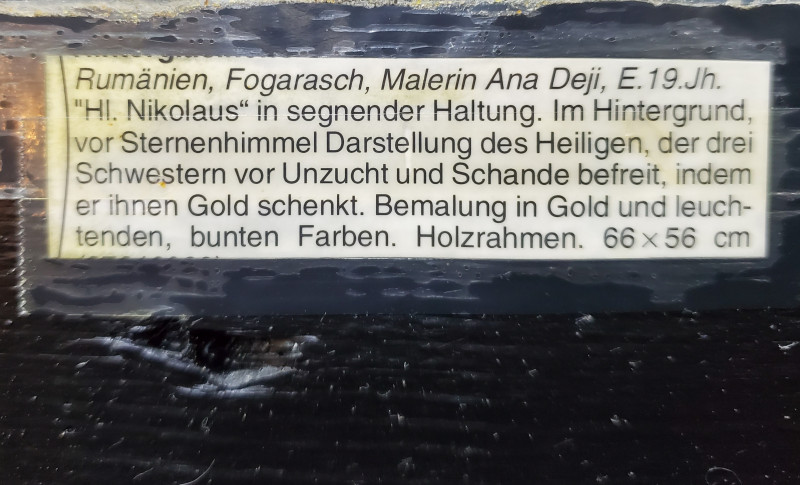 Rumänien, Fogarasch, Malerin Ana Deji, E.19.Jh.
"Hl. Nikolaus“ in segnender Haltung. Im Hintergrund,
vor Sternenhimmel Darstellung des Heiligen, der drei
Schwestern vor Unzucht und Schande befreit, indem
er ihnen Gold schenkt. Bemalung in Gold und leuch-
tenden, bunten Farben. Holzrahmen. 66 × 56 cm